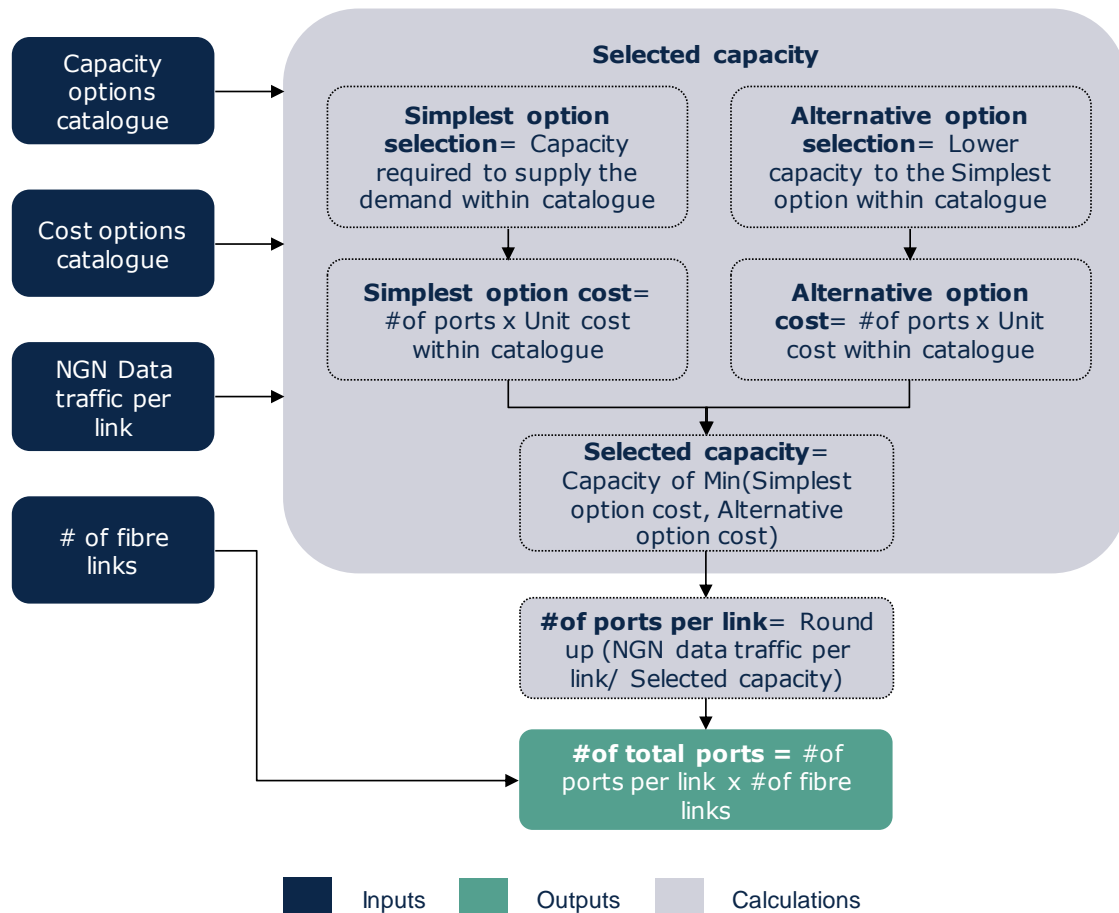 Capacity
options
catalogue
Cost options
catalogue
NGN Data
traffic per
link
# of fibre
links
Selected capacity
Simplest option
selection= Capacity
required to supply the
demand within catalogue
Alternative option
selection= Lower
capacity to the Simplest
option within catalogue
Simplest option cost=
#of ports x Unit cost
within catalogue
Alternative option
cost= #of ports x Unit
cost within catalogue
Selected capacity=
Capacity of Min(Simplest
option cost, Alternative
option cost)
#of ports per link= Round
up (NGN data traffic per
link/ Selected capacity)
#of total ports = #of
ports per link x #of fibre
links
Inputs
Outputs
Calculations